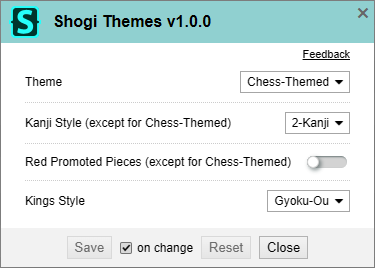 S Shogi Themes v1.0.0
Feedback
Theme Chess-Themed
Kanji Style (except for Chess-Themed) 2-Kanji
Red Promoted Pieces (except for Chess-Themed)
Kings Style Gyoku-Ou
Save on change Reset Close